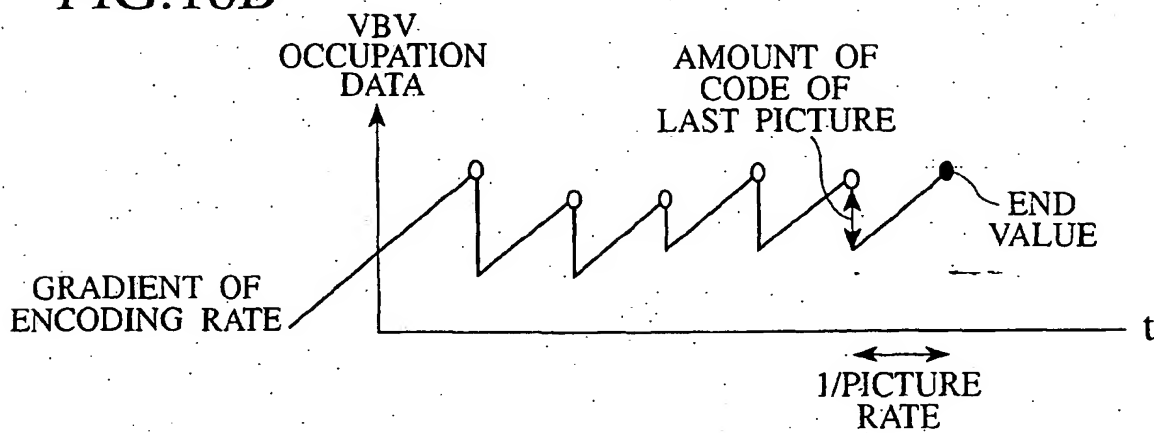 FIG.16B
VBV
OCCUPATION
DATA
AMOUNT OF
CODE OF
LAST PICTURE
END
VALUE
GRADIENT OF
ENCODING RATE
t
1/PICTURE
RATE